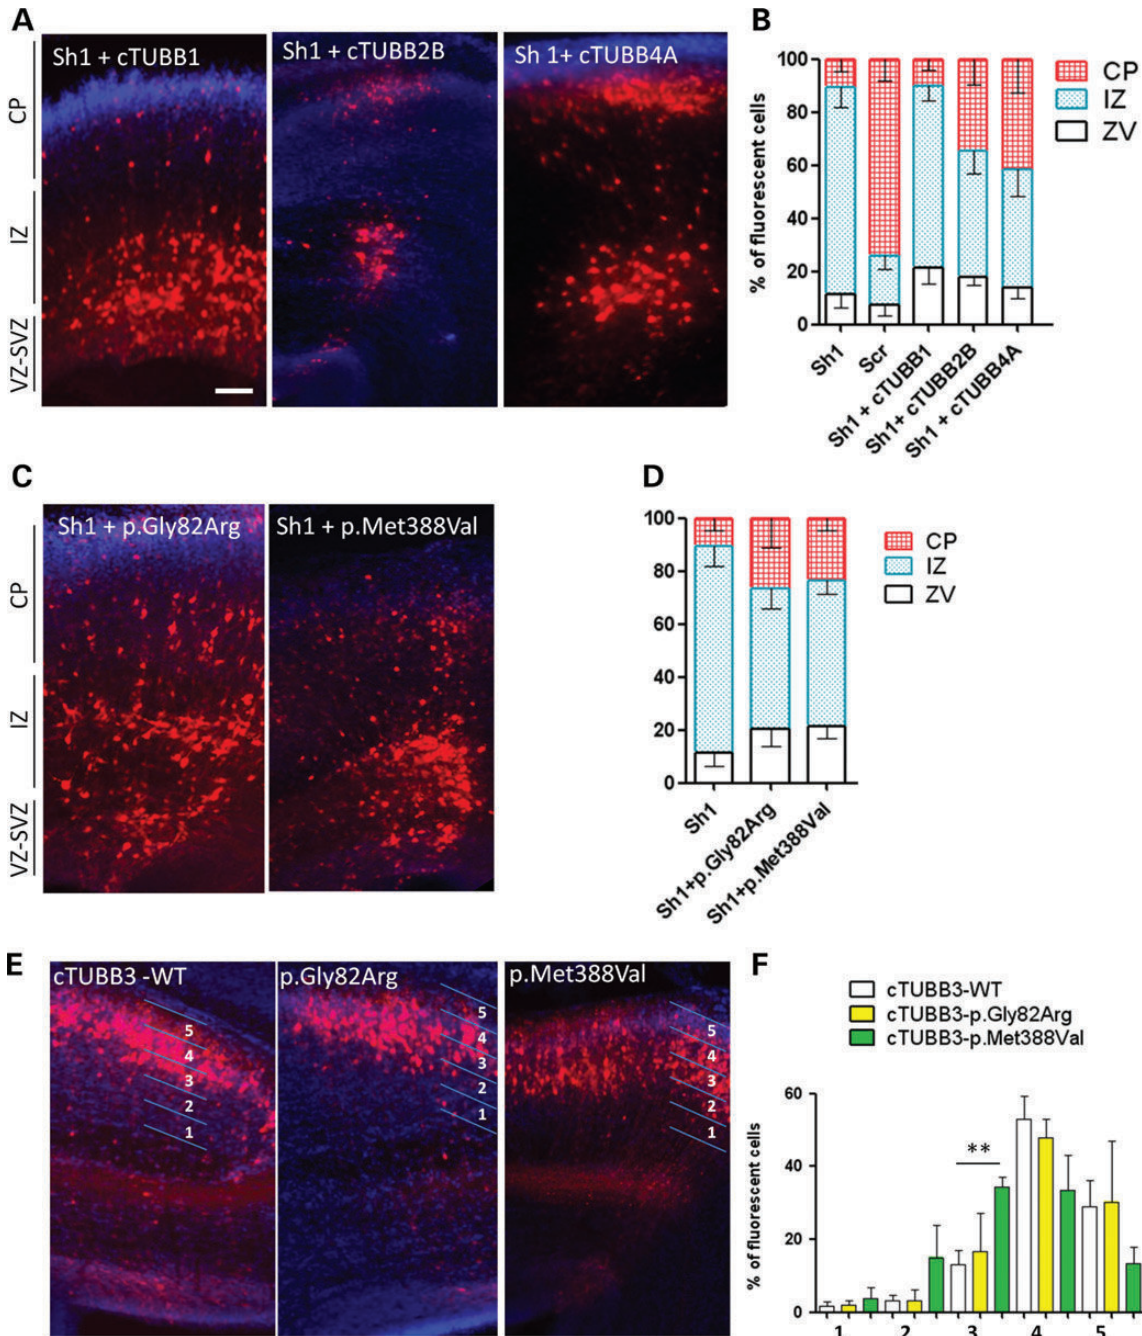 A
Sh1 + cTUBB1
Sh1 + cTUBB2B
Sh 1+ cTUBB4A
CP
IZ
VZ-SVZ
B
% of fluorescent cells
100
80
60
40
20
0
Sh1
Scr
Sh1 + cTUBB1
Sh1+ cTUBB2B
Sh1 + cTUBB4A
CP
IZ
ZV
C
Sh1 + p.Gly82Arg
Sh1 + p.Met388Val
CP
IZ
VZ-SVZ
D
100
80
60
40
20
0
Sh1
Sh1+p.Gly82Arg
Sh1+p.Met388Val
CP
IZ
ZV
E
cTUBB3 -WT
5
4
3
2
1
p.Gly82Arg
5
4
3
2
1
p.Met388Val
5
4
3
2
1
F
cTUBB3-WT
cTUBB3-p.Gly82Arg
cTUBB3-p.Met388Val
% of fluorescent cells
60
40
20
0
**
1 2 3 4 5